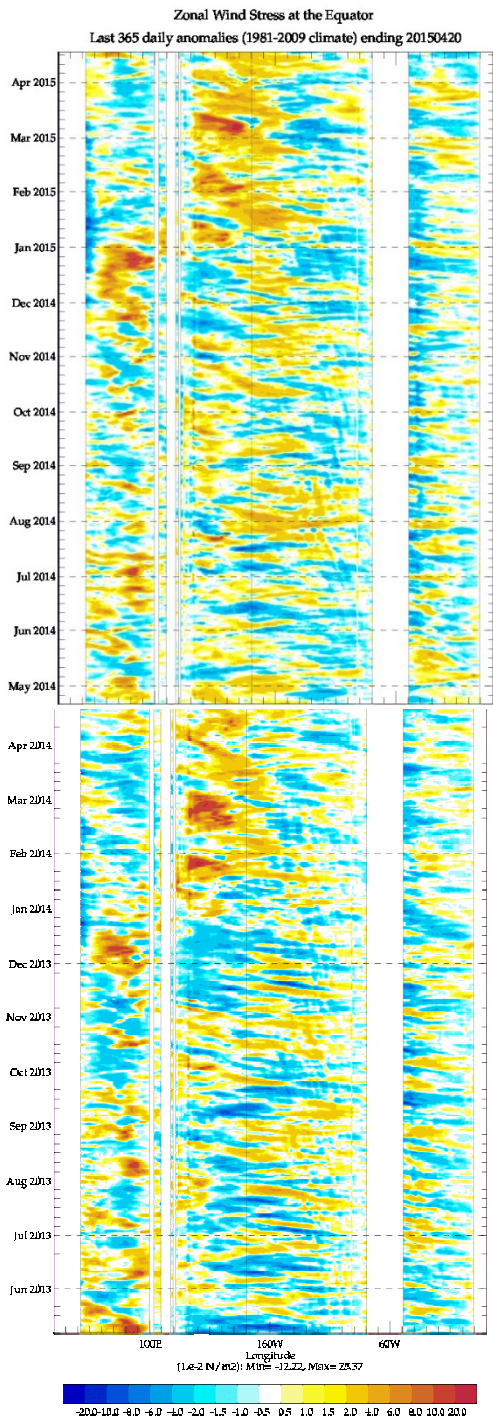 Zonal Wind Stress at the Equator
Last 365 daily anomalies (1981-2009 climate) ending 20150420
Apr 2015
Mar 2015
Feb 2015
Jan 2015
Dec 2014
Nov 2014
Oct 2014
Sep 2014
Aug 2014
Jul 2014
Jun 2014
May 2014
Apr 2014
Mar 2014
Feb 2014
Jan 2014
Dec 2013
Nov 2013
Oct 2013
Sep 2013
Aug 2013
Jul 2013
Jun 2013
100E 160W 60W
Longitude
(1.e-2 N/m2): Min= -12.22, Max= 25.37
-20.0 -10.0 -8.0 -6.0 -4.0 -2.0 -1.5 -1.0 -0.5 0.5 1.0 1.5 2.0 4.0 6.0 8.0 10.0 20.0